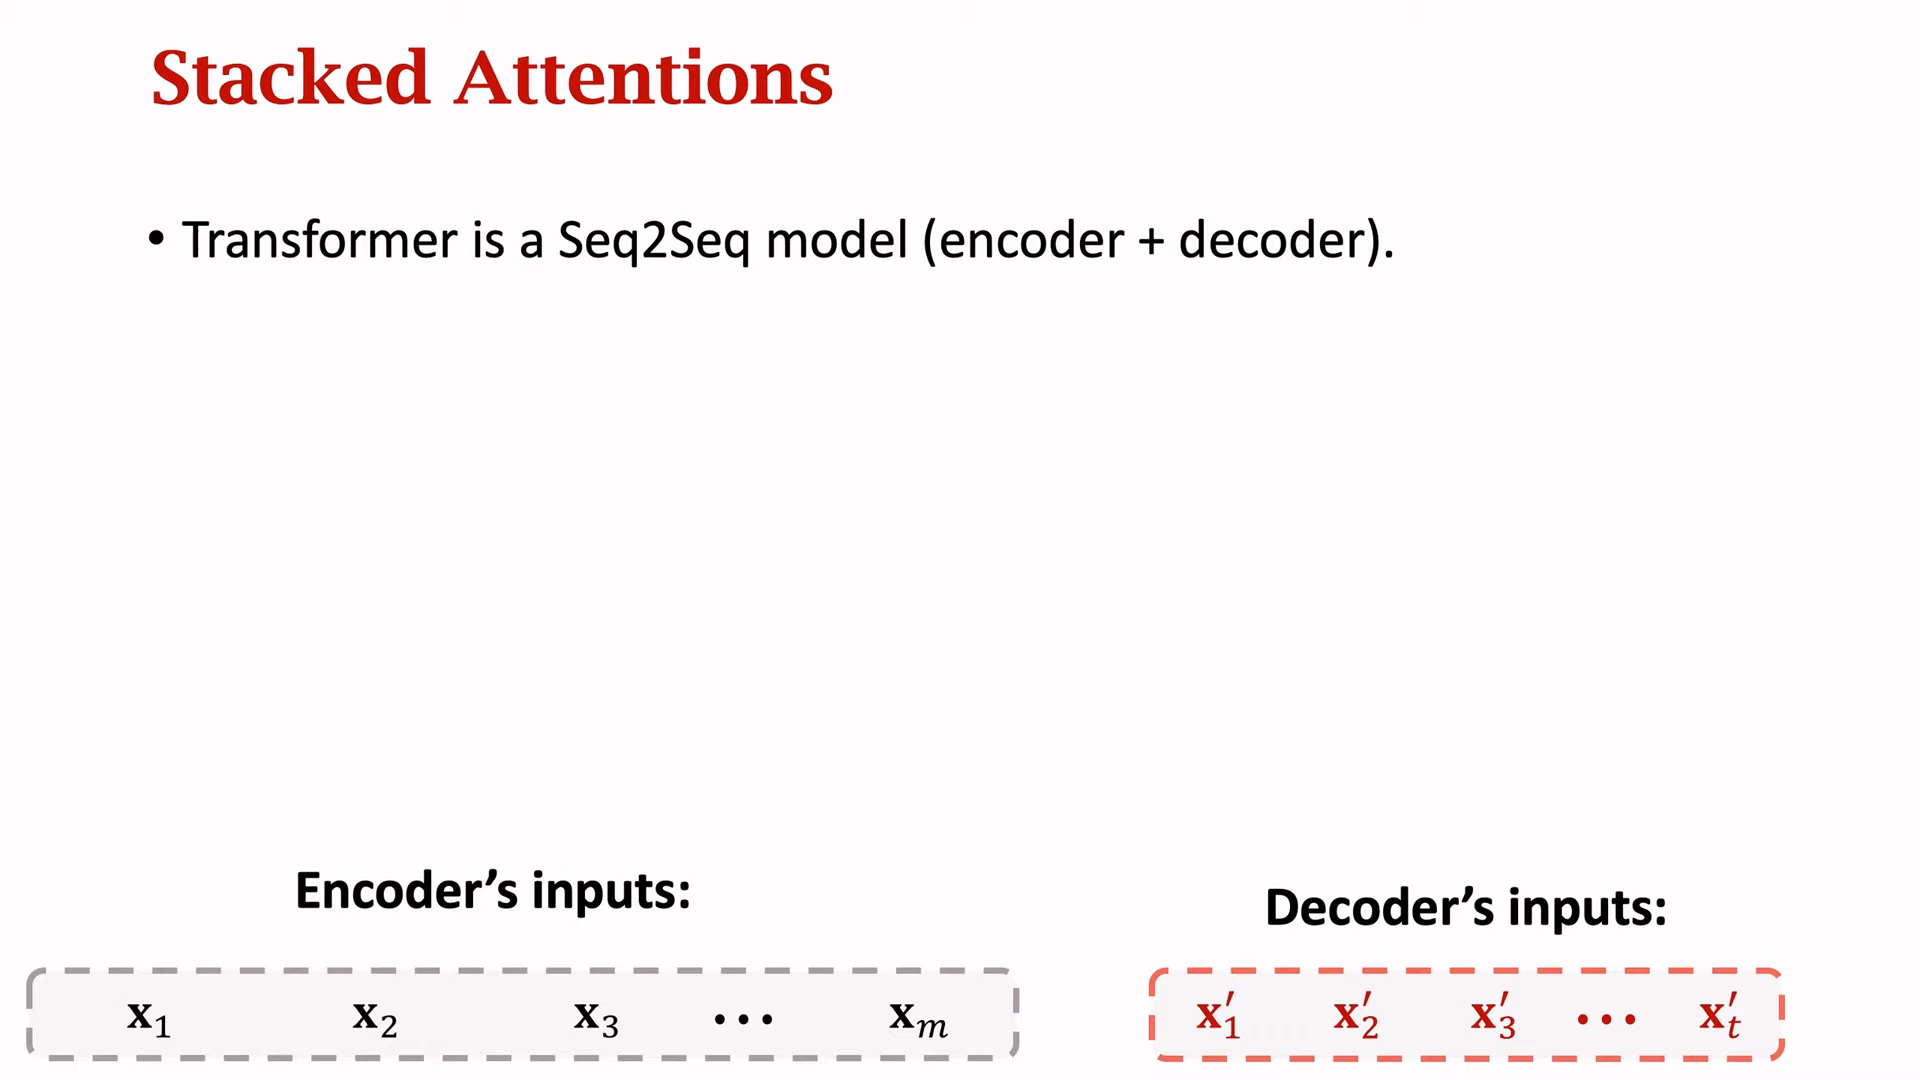 Stacked Attentions
• Transformer is a Seq2Seq model (encoder + decoder).
Encoder’s inputs:
Decoder’s inputs:
x₁ x₂ x₃ ⋯ xₘ
x′₁ x′₂ x′₃ ⋯ x′ₜ